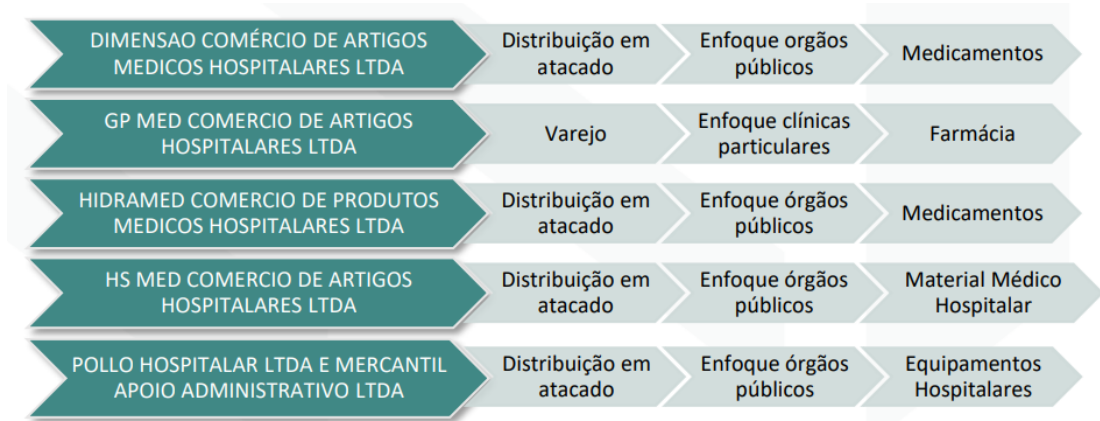 DIMENSAO COMÉRCIO DE ARTIGOS
MEDICOS HOSPITALARES LTDA
Distribuição em
atacado
Enfoque orgãos
públicos
Medicamentos
GP MED COMERCIO DE ARTIGOS
HOSPITALARES LTDA
Varejo
Enfoque clínicas
particulares
Farmácia
HIDRAMED COMERCIO DE PRODUTOS
MEDICOS HOSPITALARES LTDA
Distribuição em
atacado
Enfoque órgãos
públicos
Medicamentos
HS MED COMERCIO DE ARTIGOS
HOSPITALARES LTDA
Distribuição em
atacado
Enfoque órgãos
públicos
Material Médico
Hospitalar
POLLO HOSPITALAR LTDA E MERCANTIL
APOIO ADMINISTRATIVO LTDA
Distribuição em
atacado
Enfoque órgãos
públicos
Equipamentos
Hospitalares